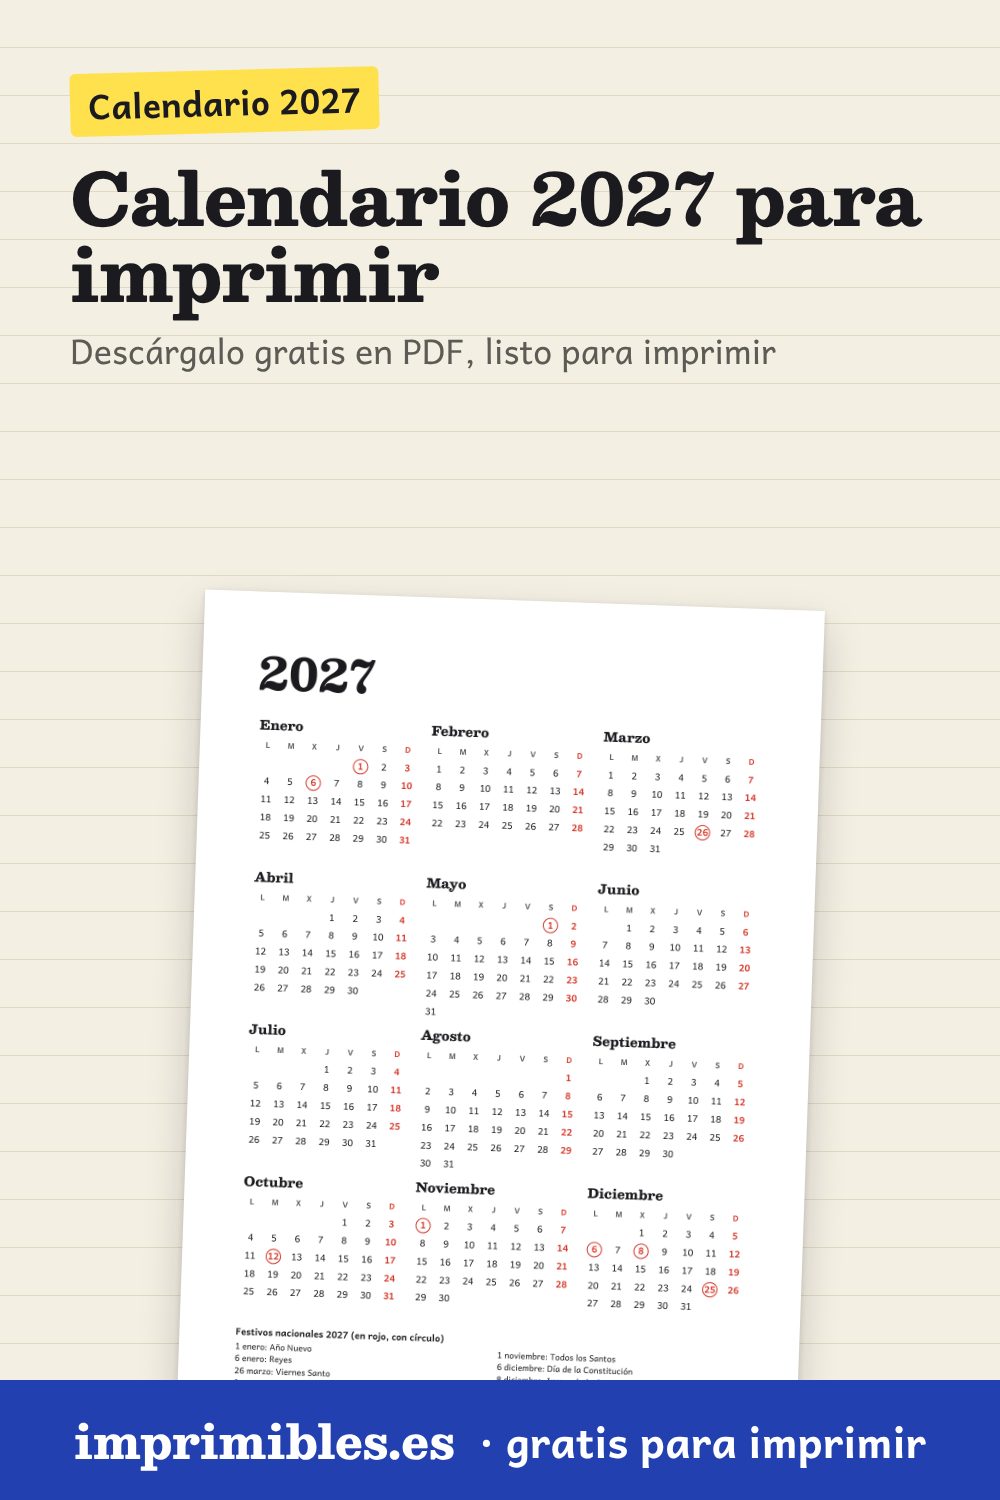 Calendario 2027
Calendario 2027 para
imprimir
Descárgalo gratis en PDF, listo para imprimir
2027
Enero
L M X J V S D
1 2 3
4 5 6 7 8 9 10
11 12 13 14 15 16 17
18 19 20 21 22 23 24
25 26 27 28 29 30 31
Febrero
L M X J V S D
1 2 3 4 5 6 7
8 9 10 11 12 13 14
15 16 17 18 19 20 21
22 23 24 25 26 27 28
Marzo
L M X J V S D
1 2 3 4 5 6 7
8 9 10 11 12 13 14
15 16 17 18 19 20 21
22 23 24 25 26 27 28
29 30 31
Abril
L M X J V S D
1 2 3 4
5 6 7 8 9 10 11
12 13 14 15 16 17 18
19 20 21 22 23 24 25
26 27 28 29 30
Mayo
L M X J V S D
1 2
3 4 5 6 7 8 9
10 11 12 13 14 15 16
17 18 19 20 21 22 23
24 25 26 27 28 29 30
31
Junio
L M X J V S D
1 2 3 4 5 6
7 8 9 10 11 12 13
14 15 16 17 18 19 20
21 22 23 24 25 26 27
28 29 30
Julio
L M X J V S D
1 2 3 4
5 6 7 8 9 10 11
12 13 14 15 16 17 18
19 20 21 22 23 24 25
26 27 28 29 30 31
Agosto
L M X J V S D
1
2 3 4 5 6 7 8
9 10 11 12 13 14 15
16 17 18 19 20 21 22
23 24 25 26 27 28 29
30 31
Septiembre
L M X J V S D
1 2 3 4 5
6 7 8 9 10 11 12
13 14 15 16 17 18 19
20 21 22 23 24 25 26
27 28 29 30
Octubre
L M X J V S D
1 2 3
4 5 6 7 8 9 10
11 12 13 14 15 16 17
18 19 20 21 22 23 24
25 26 27 28 29 30 31
Noviembre
L M X J V S D
1 2 3 4 5 6 7
8 9 10 11 12 13 14
15 16 17 18 19 20 21
22 23 24 25 26 27 28
29 30
Diciembre
L M X J V S D
1 2 3 4 5
6 7 8 9 10 11 12
13 14 15 16 17 18 19
20 21 22 23 24 25 26
27 28 29 30 31
Festivos nacionales 2027 (en rojo, con círculo)
1 enero: Año Nuevo
6 enero: Reyes
26 marzo: Viernes Santo
1 noviembre: Todos los Santos
6 diciembre: Día de la Constitución
imprimibles.es · gratis para imprimir